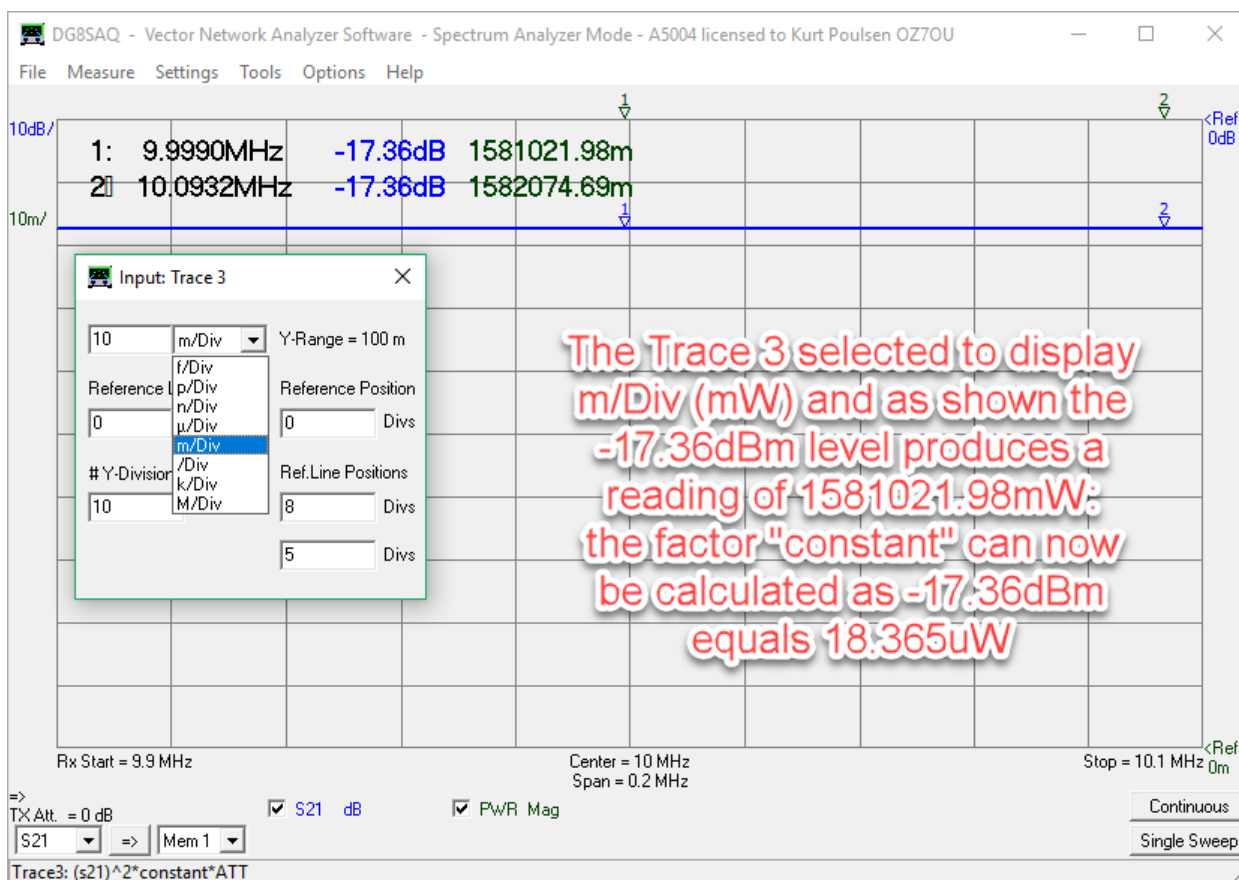 DG8SAQ - Vector Network Analyzer Software - Spectrum Analyzer Mode - A5004 licensed to Kurt Poulsen OZ7OU
File Measure Settings Tools Options Help
1 2
10dB/ <Ref
0dB
1: 9.9990MHz -17.36dB 1581021.98m
2 10.0932MHz -17.36dB 1582074.69m
1 2
10m/
Input: Trace 3
10 m/Div Y-Range = 100 m
f/Div
Reference L p/Div Reference Position
n/Div
0 µ/Div 0 Divs
m/Div
# Y-Division /Div Ref.Line Positions
k/Div
10 M/Div 8 Divs
5 Divs
The Trace 3 selected to display
m/Div (mW) and as shown the
-17.36dBm level produces a
reading of 1581021.98mW:
the factor "constant" can now
be calculated as -17.36dBm
equals 18.365uW
<Ref
0m
Rx Start = 9.9 MHz Center = 10 MHz Stop = 10.1 MHz
Span = 0.2 MHz
=>
TX Att. = 0 dB S21 dB PWR Mag Continuous
S21 => Mem 1 Single Sweep
Trace3: (s21)^2*constant*ATT